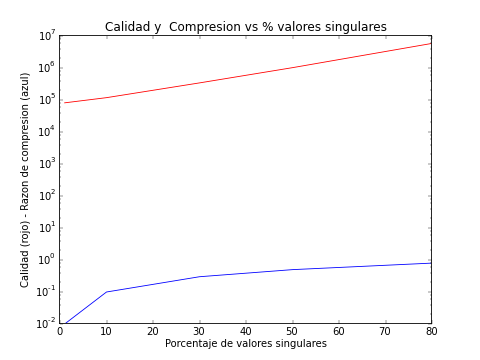 Calidad y  Compresion vs % valores singulares
10^7
10^6
10^5
10^4
10^3
10^2
10^1
10^0
10^-1
10^-2
Calidad (rojo) - Razon de compresion (azul)
0 10 20 30 40 50 60 70 80
Porcentaje de valores singulares